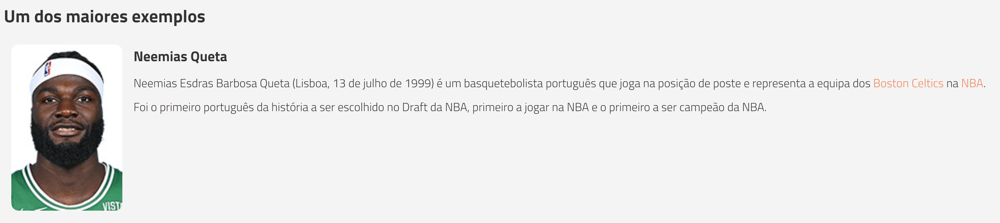 Um dos maiores exemplos
Neemias Queta
Neemias Esdras Barbosa Queta (Lisboa, 13 de julho de 1999) é um basquetebolista português que joga na posição de poste e representa a equipa dos Boston Celtics na NBA.
Foi o primeiro português da história a ser escolhido no Draft da NBA, primeiro a jogar na NBA e o primeiro a ser campeão da NBA.
VIST